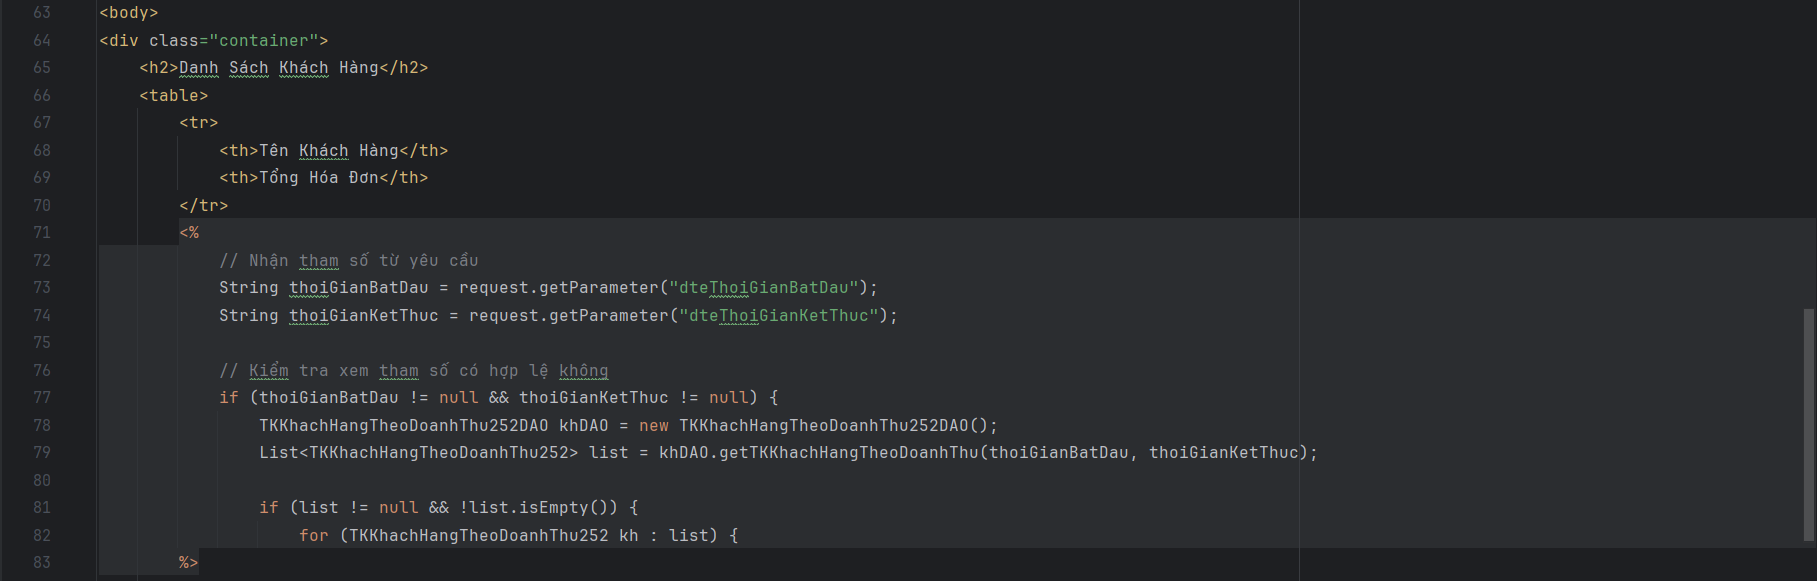 63 <body>
64 <div class="container">
65 <h2>Danh Sách Khách Hàng</h2>
66 <table>
67 <tr>
68 <th>Tên Khách Hàng</th>
69 <th>Tổng Hóa Đơn</th>
70 </tr>
71 <%
72 // Nhận tham số từ yêu cầu
73 String thoiGianBatDau = request.getParameter("dteThoiGianBatDau");
74 String thoiGianKetThuc = request.getParameter("dteThoiGianKetThuc");
75
76 // Kiểm tra xem tham số có hợp lệ không
77 if (thoiGianBatDau != null && thoiGianKetThuc != null) {
78 TKKhachHangTheoDoanhThu252DAO khDAO = new TKKhachHangTheoDoanhThu252DAO();
79 List<TKKhachHangTheoDoanhThu252> list = khDAO.getTKKhachHangTheoDoanhThu(thoiGianBatDau, thoiGianKetThuc);
80
81 if (list != null && !list.isEmpty()) {
82 for (TKKhachHangTheoDoanhThu252 kh : list) {
83 %>